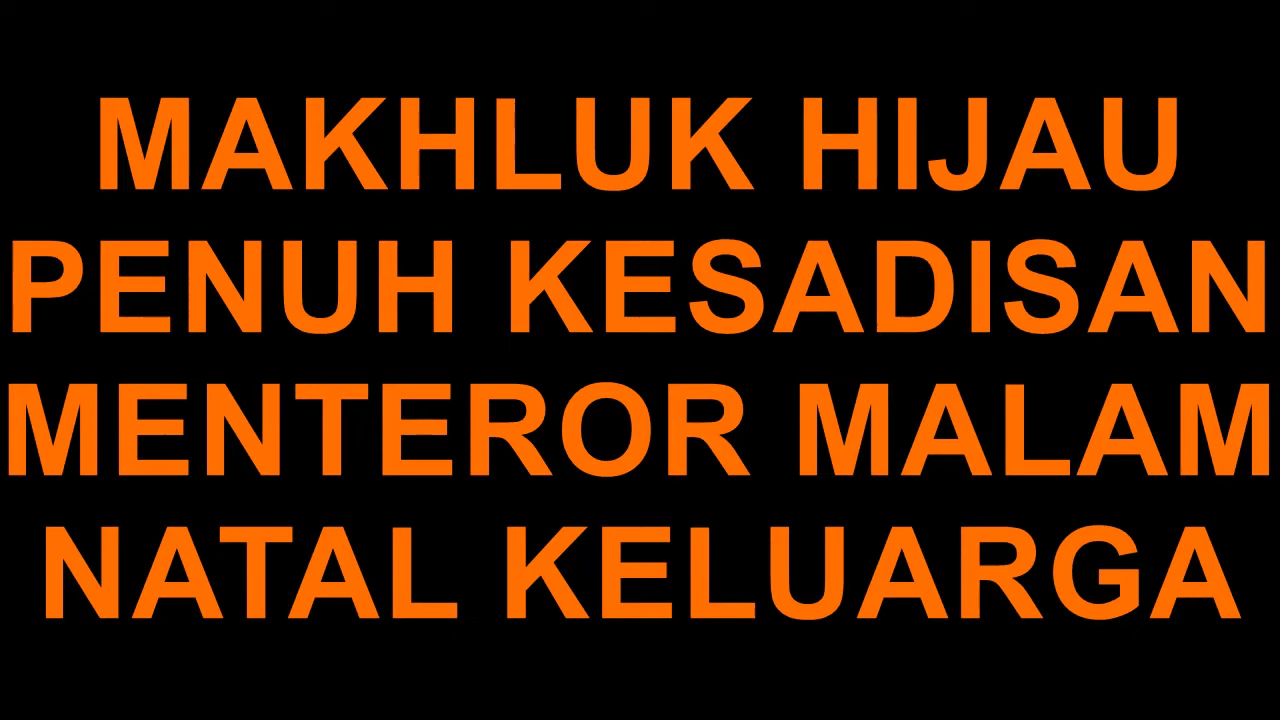 MAKHLUK HIJAU
PENUH KESADISAN
MENTEROR MALAM
NATAL KELUARGA